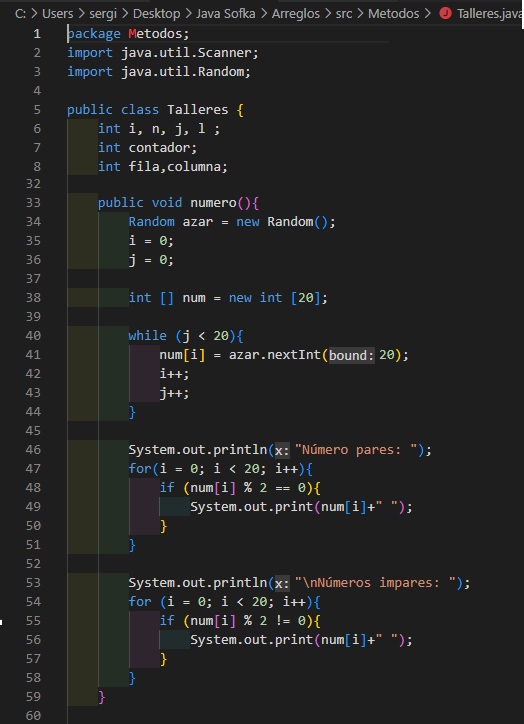 C: > Users > sergi > Desktop > Java Sofka > Arreglos > src > Metodos > Talleres.java
1 package Metodos;
2 import java.util.Scanner;
3 import java.util.Random;
4
5 public class Talleres {
6 int i, n, j, l ;
7 int contador;
8 int fila,columna;
32
33 public void numero(){
34 Random azar = new Random();
35 i = 0;
36 j = 0;
37
38 int [] num = new int [20];
39
40 while (j < 20){
41 num[i] = azar.nextInt(bound: 20);
42 i++;
43 j++;
44 }
45
46 System.out.println(x: "Número pares: ");
47 for(i = 0; i < 20; i++){
48 if (num[i] % 2 == 0){
49 System.out.print(num[i]+" ");
50 }
51 }
52
53 System.out.println(x: "\nNúmeros impares: ");
54 for (i = 0; i < 20; i++){
55 if (num[i] % 2 != 0){
56 System.out.print(num[i]+" ");
57 }
58 }
59 }
60